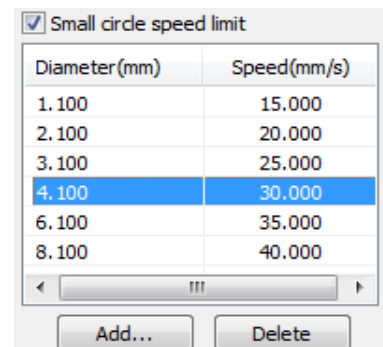 Small circle speed limit
Diameter(mm) Speed(mm/s)
1.100 15.000
2.100 20.000
3.100 25.000
4.100 30.000
6.100 35.000
8.100 40.000
Add... Delete